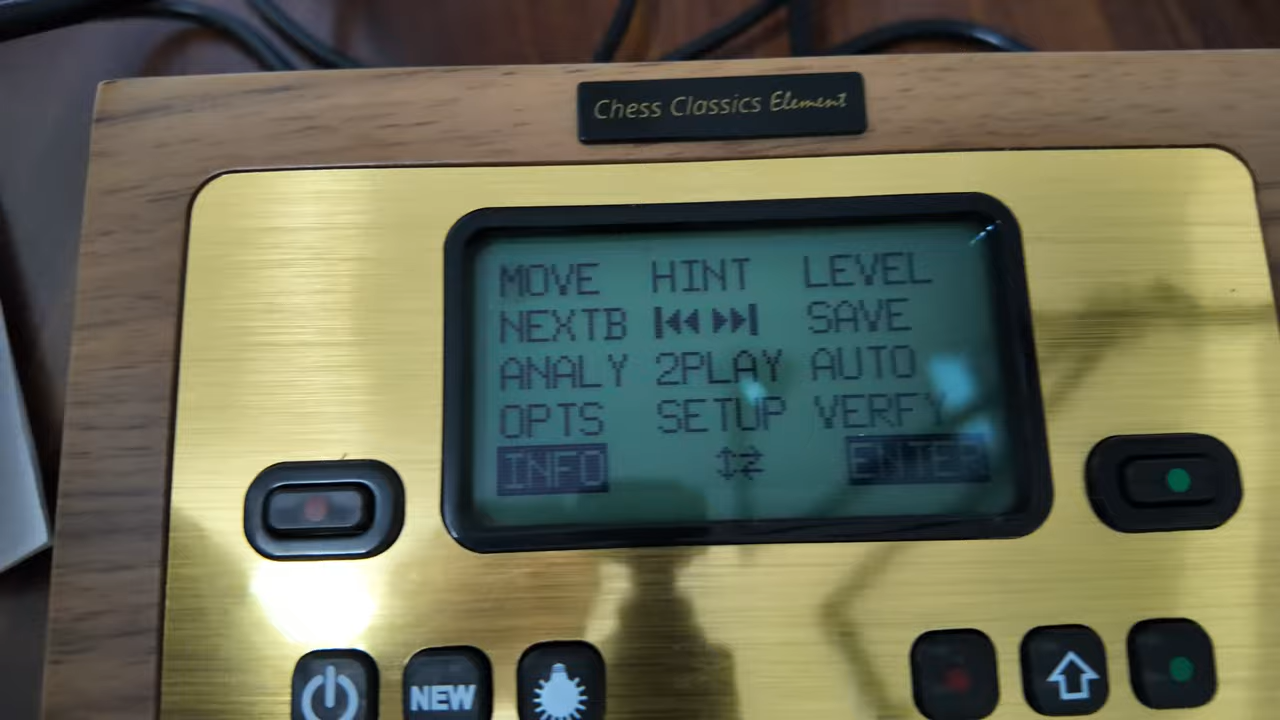 Chess Classics Element
MOVE HINT LEVEL
NEXTB SAVE
ANALY 2PLAY AUTO
OPTS SETUP VERFY
INFO ENTER
NEW